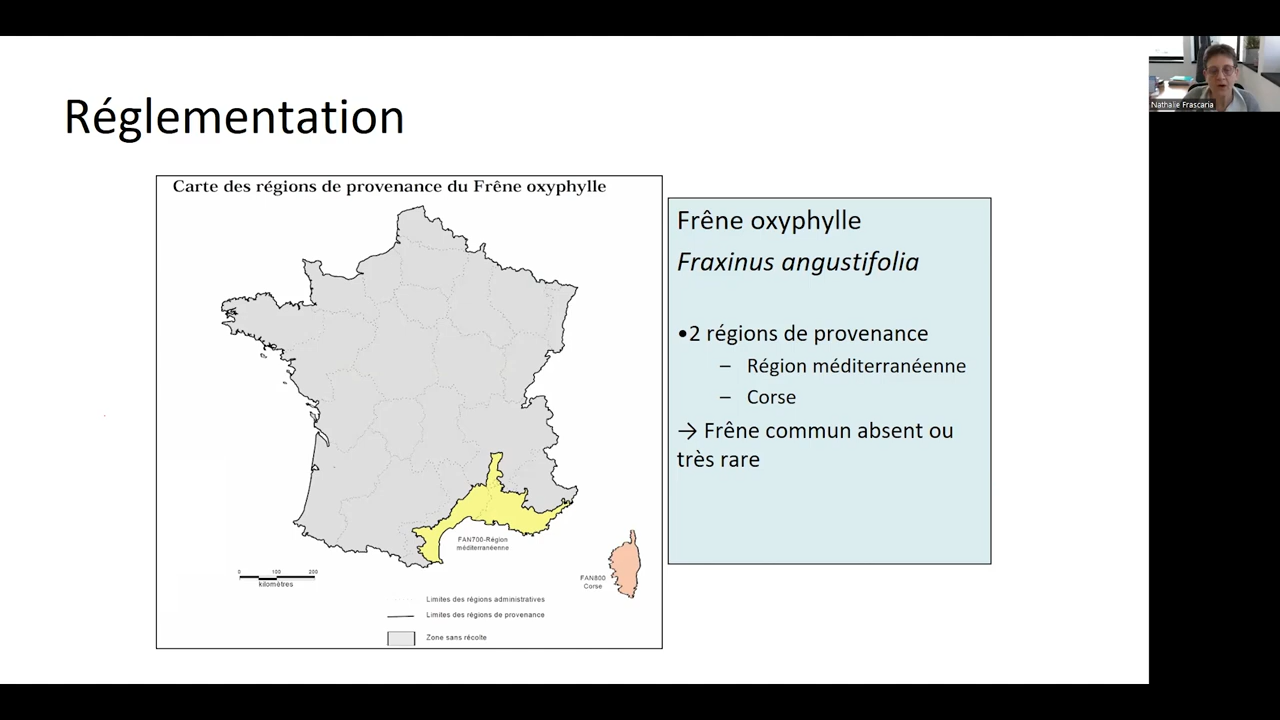 Réglementation
Carte des régions de provenance du Frêne oxyphylle
FAN700-Région
méditerranéenne
FAN800
Corse
0 100 200
kilomètres
Limites des régions administratives
Limites des régions de provenance
Zone sans récolte
Frêne oxyphylle
Fraxinus angustifolia
•2 régions de provenance
– Région méditerranéenne
– Corse
→ Frêne commun absent ou
très rare
Nathalie Frascaria